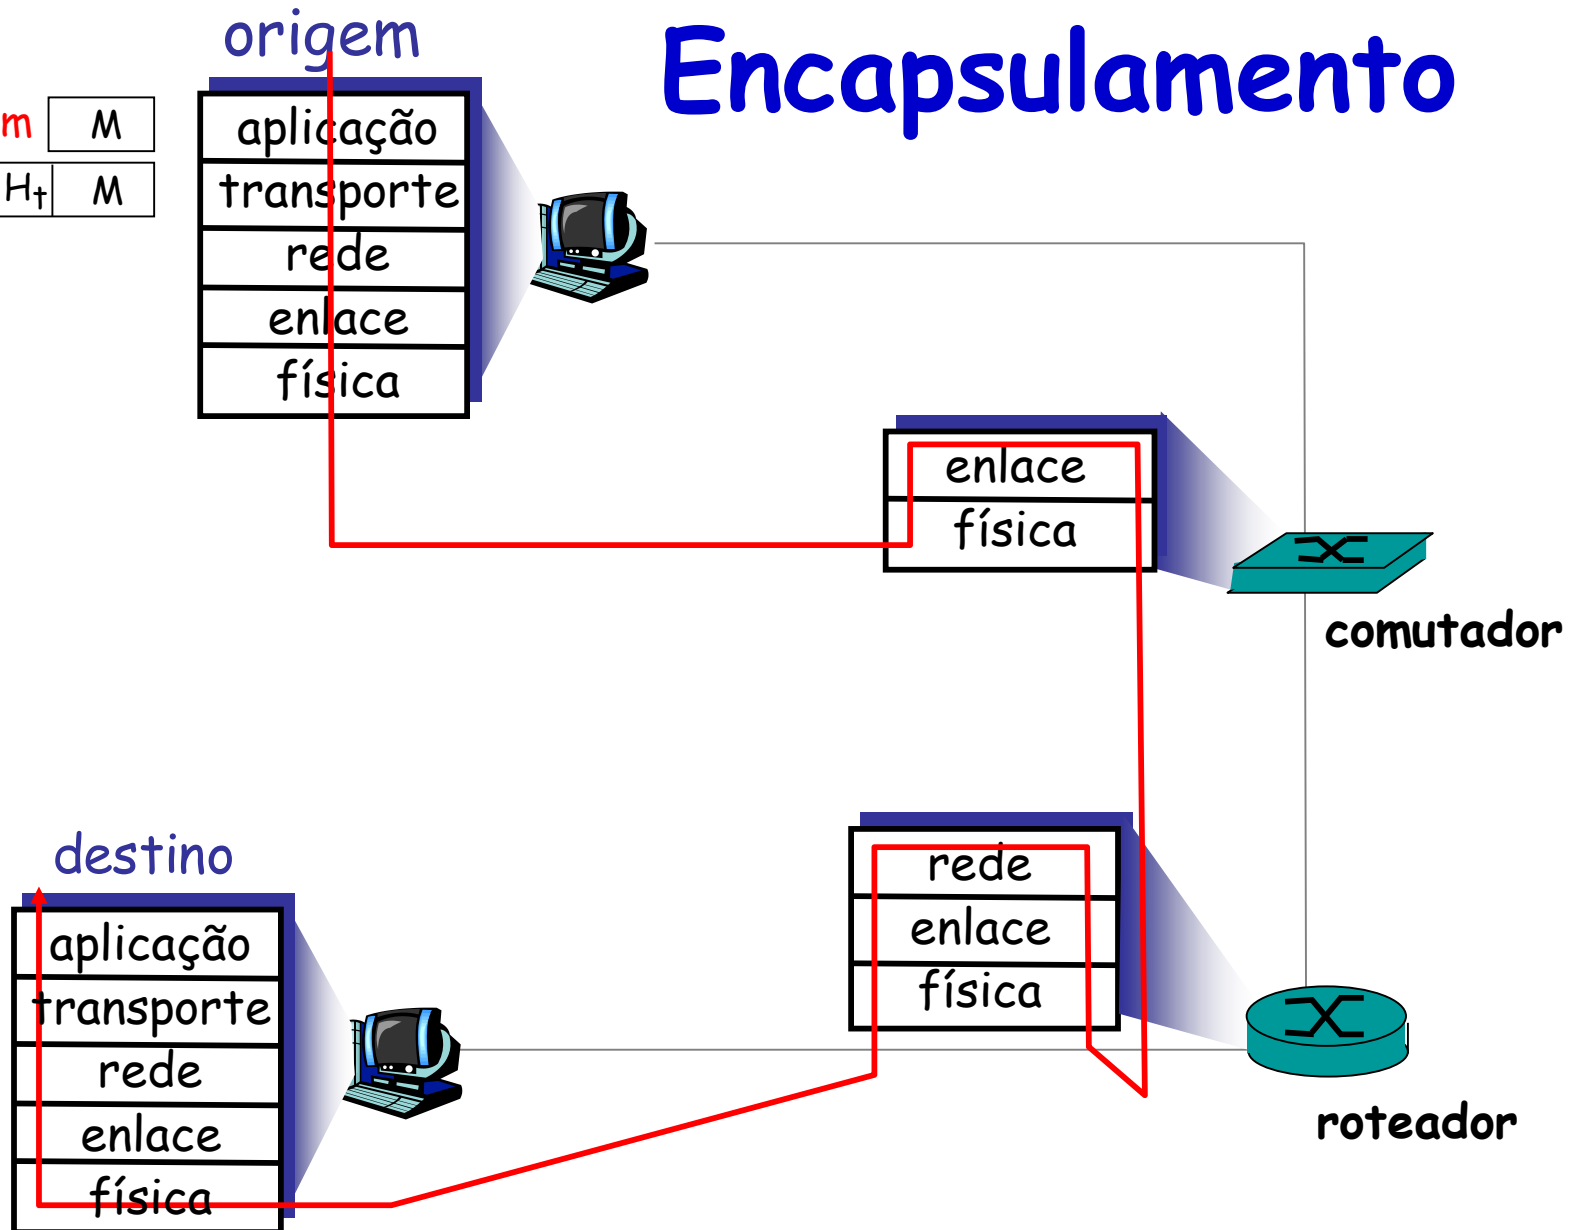 origem
Encapsulamento
m M
Ht M
aplicação
transporte
rede
enlace
física
enlace
física
comutador
destino
aplicação
transporte
rede
enlace
física
rede
enlace
física
roteador